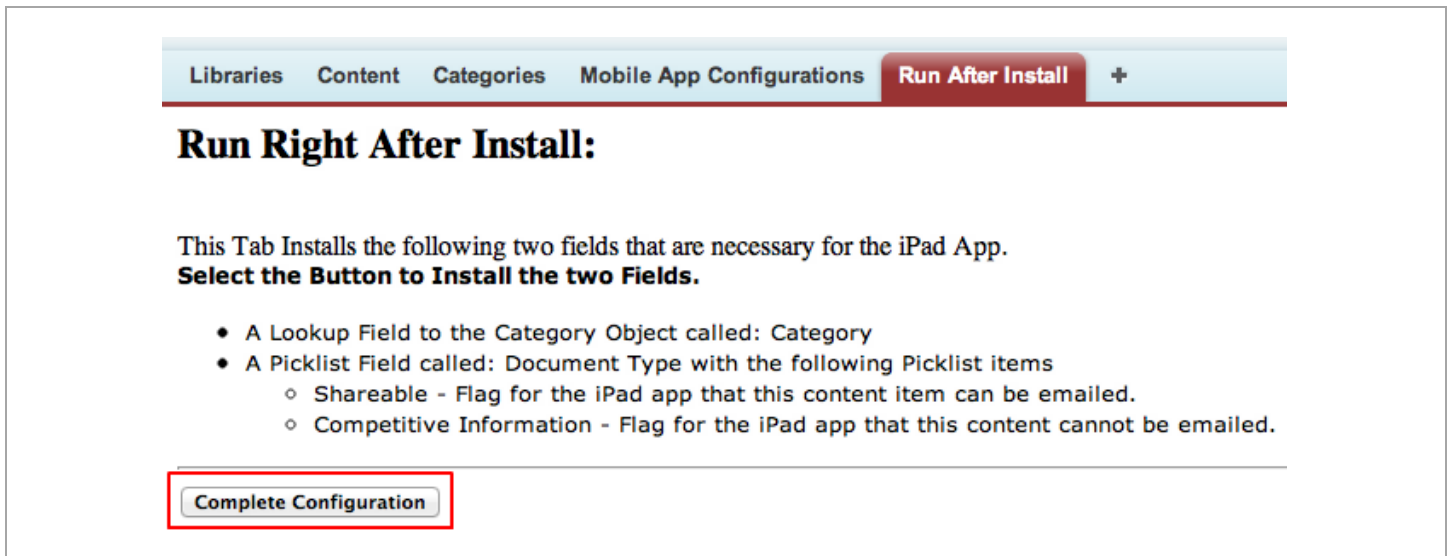 Libraries Content Categories Mobile App Configurations Run After Install +
Run Right After Install:
This Tab Installs the following two fields that are necessary for the iPad App.
Select the Button to Install the two Fields.
• A Lookup Field to the Category Object called: Category
• A Picklist Field called: Document Type with the following Picklist items
◦ Shareable - Flag for the iPad app that this content item can be emailed.
◦ Competitive Information - Flag for the iPad app that this content cannot be emailed.
Complete Configuration